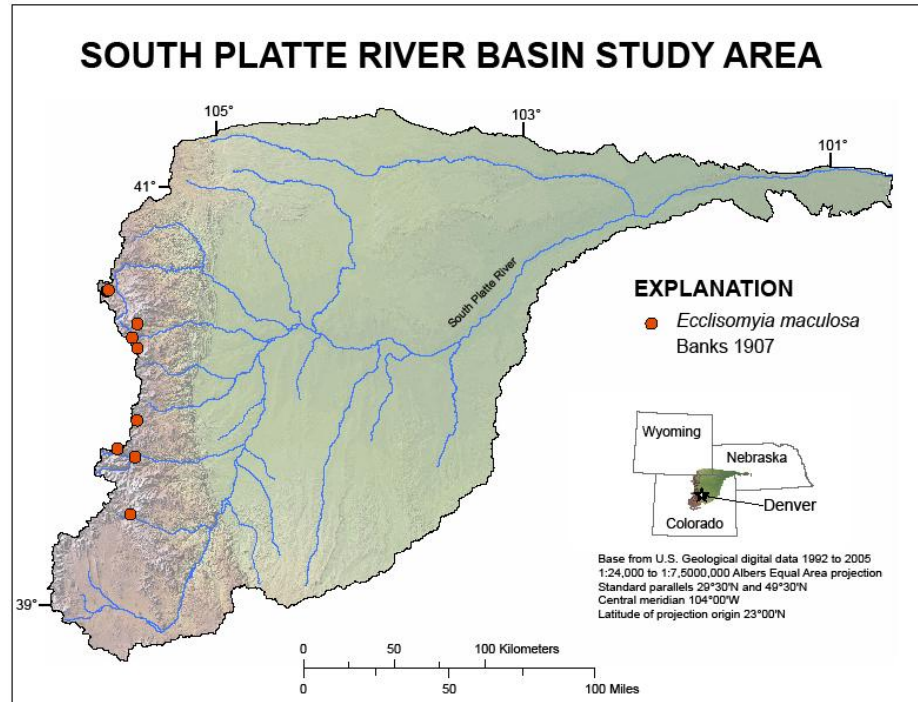 SOUTH PLATTE RIVER BASIN STUDY AREA
105°
103°
101°
41°
South Platte River
EXPLANATION
Ecclisomyia maculosa
Banks 1907
Wyoming
Nebraska
Denver
Colorado
Base from U.S. Geological digital data 1992 to 2005
1:24,000 to 1:7,5000,000 Albers Equal Area projection
Standard parallels 29°30'N and 49°30'N
Central meridian 104°00'W
Latitude of projection origin 23°00'N
39°
0 50 100 Kilometers
0 50 100 Miles